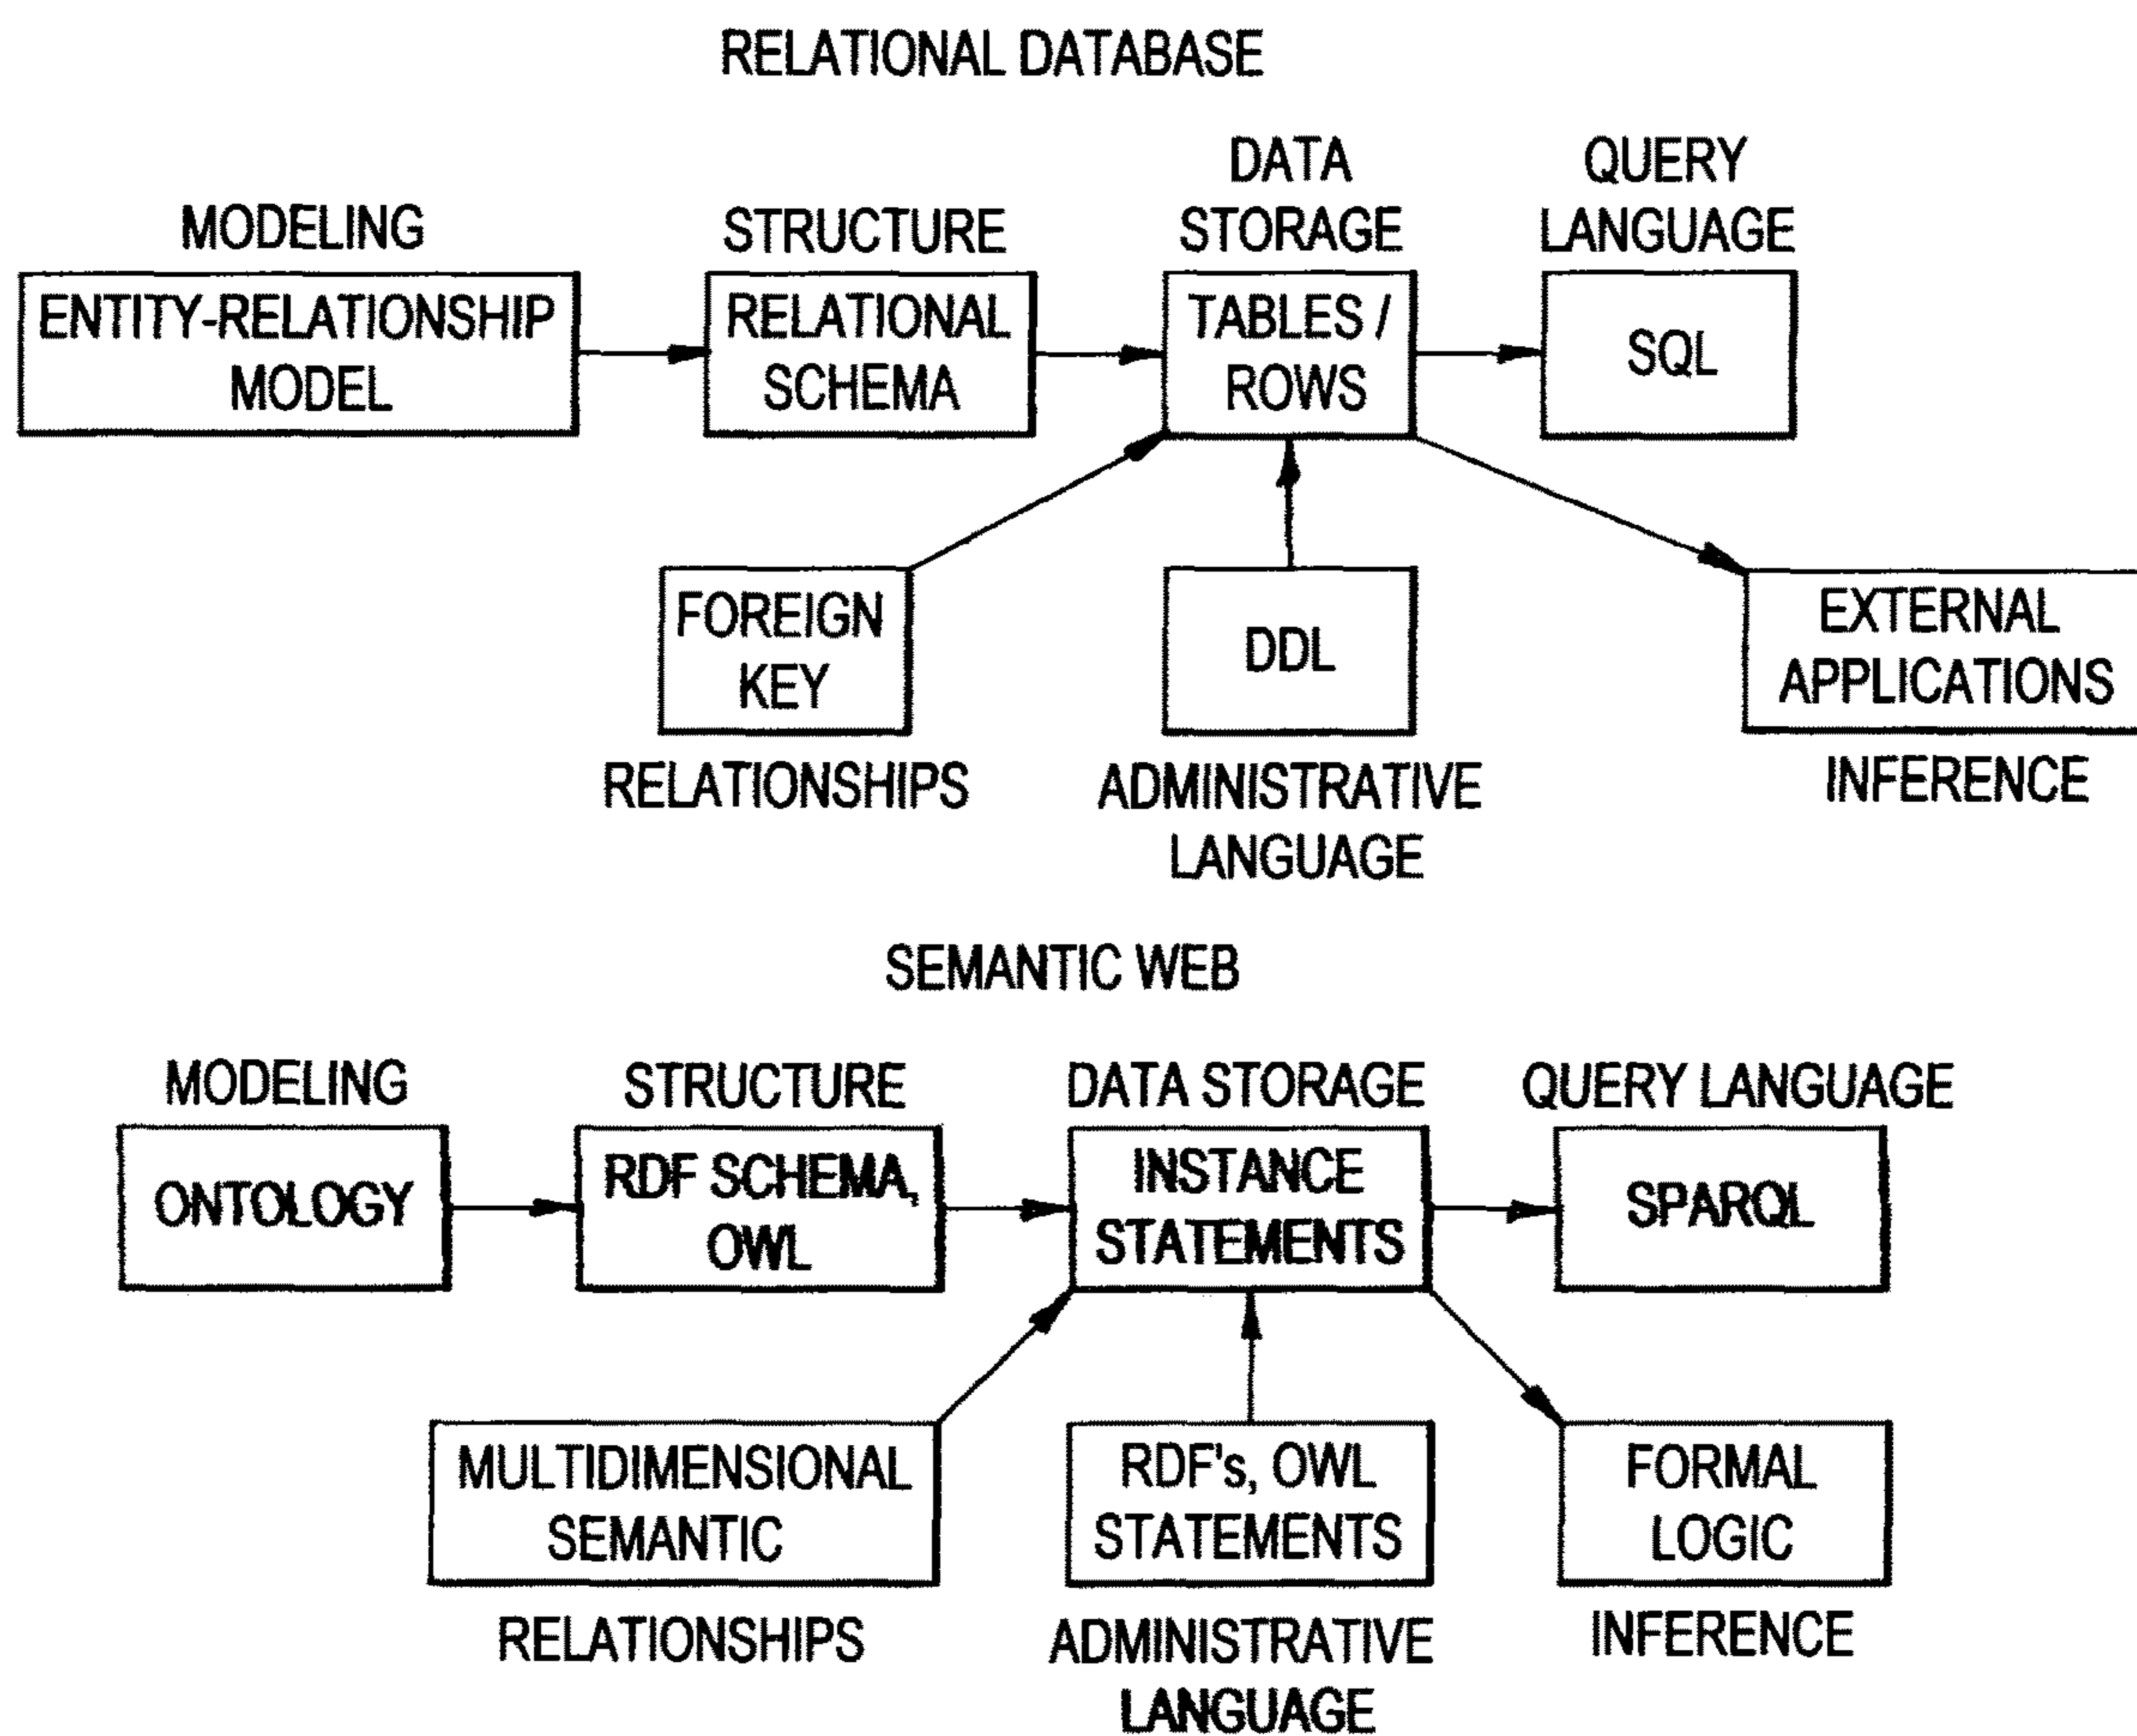 RELATIONAL DATABASE
MODELING
ENTITY-RELATIONSHIP
MODEL
STRUCTURE
RELATIONAL
SCHEMA
DATA
STORAGE
TABLES /
ROWS
QUERY
LANGUAGE
SQL
FOREIGN
KEY
RELATIONSHIPS
DDL
ADMINISTRATIVE
LANGUAGE
EXTERNAL
APPLICATIONS
INFERENCE
SEMANTIC WEB
MODELING
ONTOLOGY
STRUCTURE
RDF SCHEMA,
OWL
DATA STORAGE
INSTANCE
STATEMENTS
QUERY LANGUAGE
SPARQL
MULTIDIMENSIONAL
SEMANTIC
RELATIONSHIPS
RDF's, OWL
STATEMENTS
ADMINISTRATIVE
LANGUAGE
FORMAL
LOGIC
INFERENCE